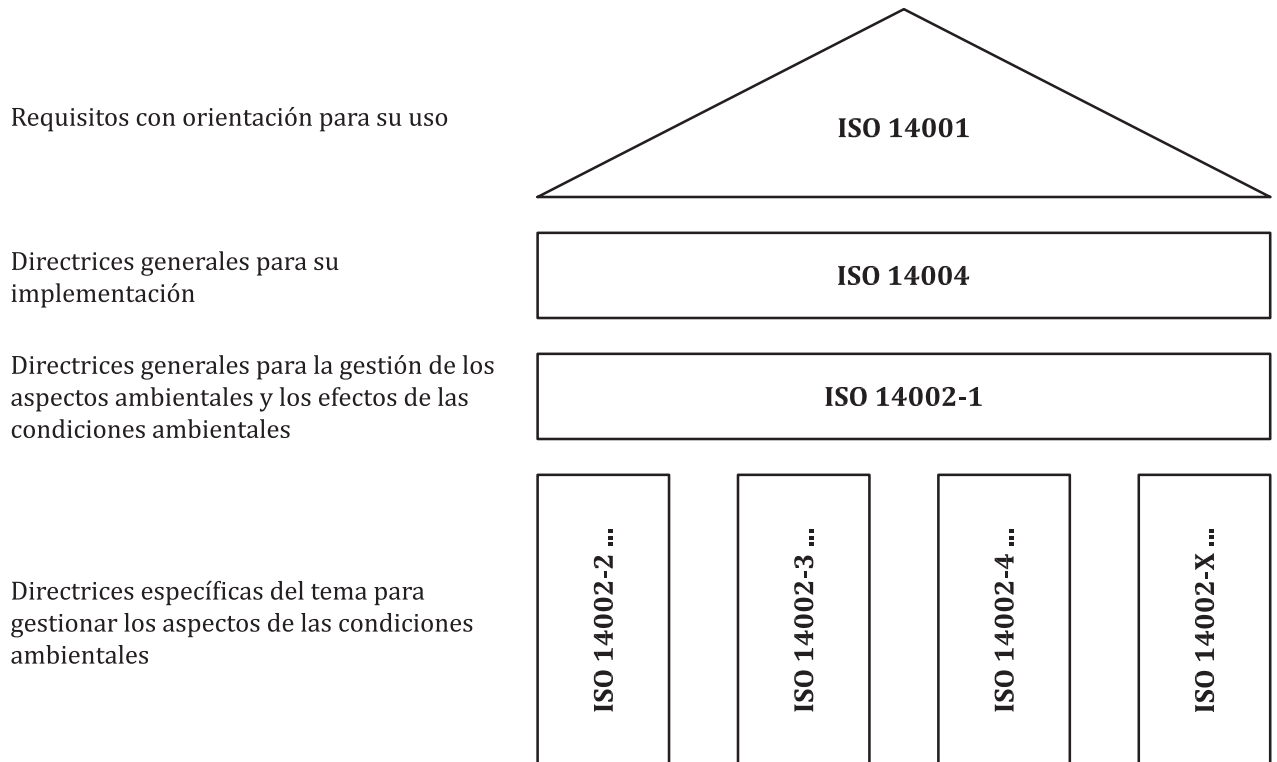 Requisitos con orientación para su uso
ISO 14001
Directrices generales para su
implementación
ISO 14004
Directrices generales para la gestión de los
aspectos ambientales y los efectos de las
condiciones ambientales
ISO 14002-1
Directrices específicas del tema para
gestionar los aspectos de las condiciones
ambientales
ISO 14002-2 ...
ISO 14002-3 ...
ISO 14002-4 ...
ISO 14002-X ...